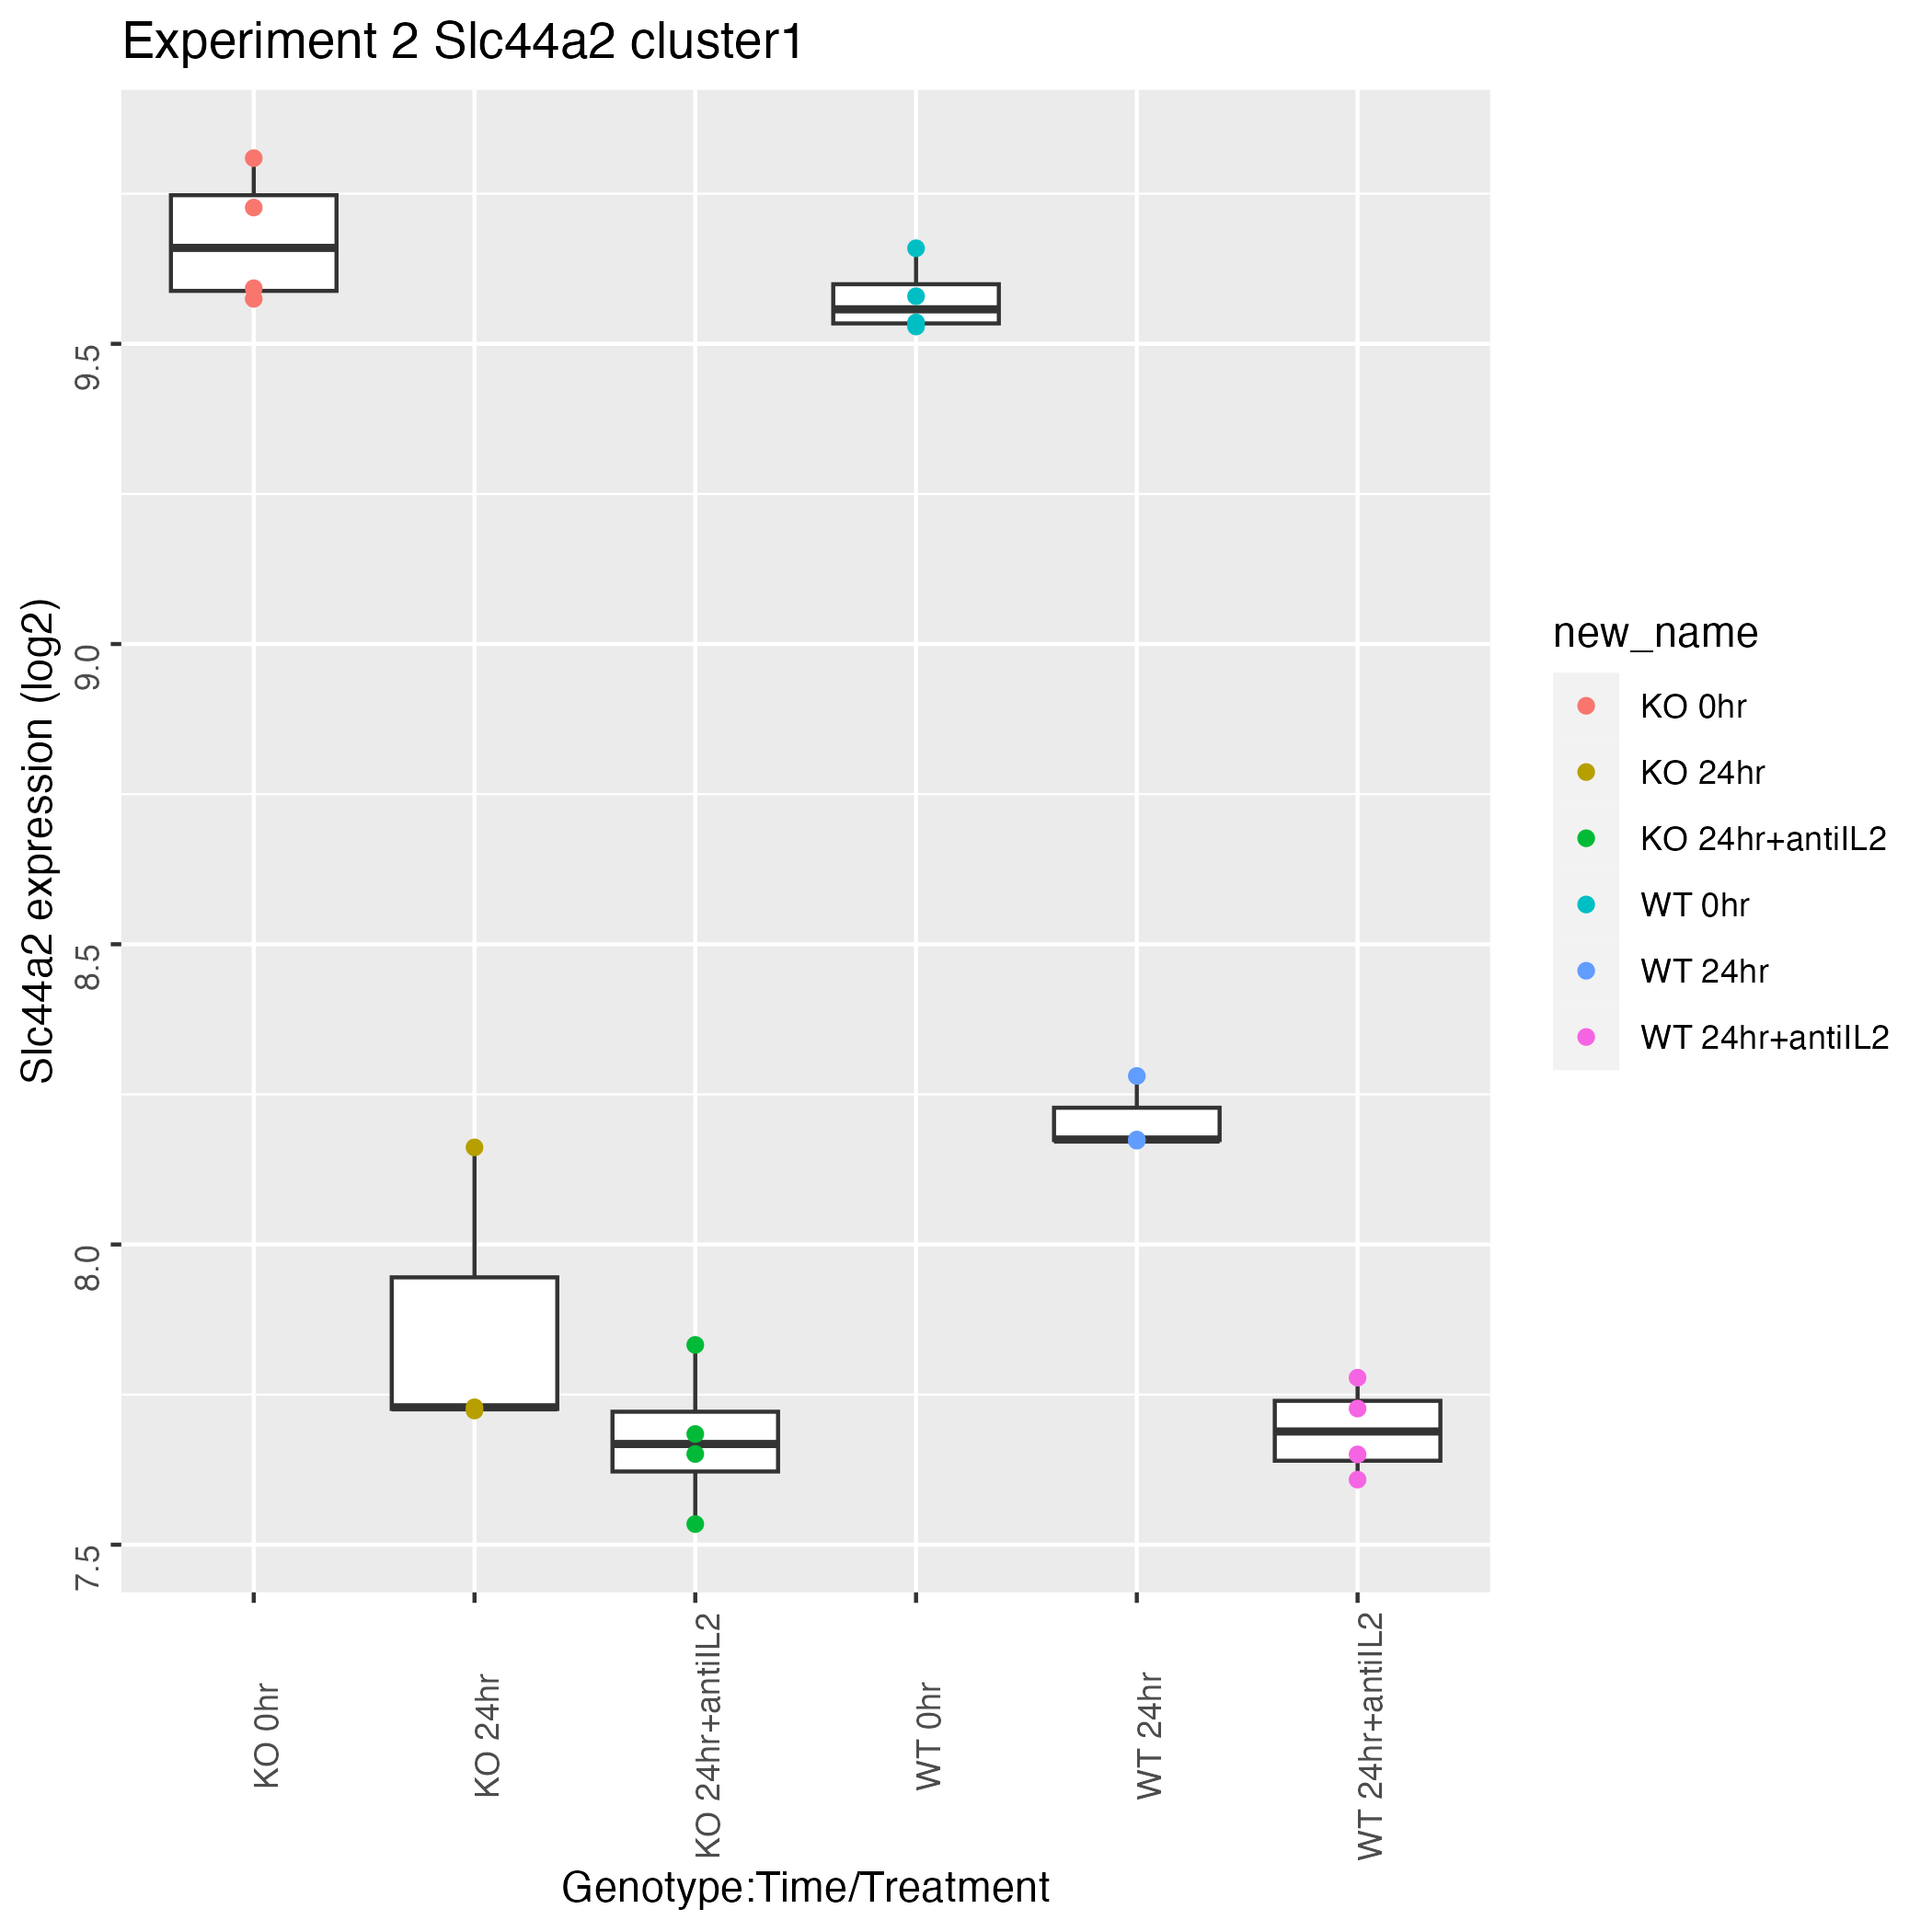 Experiment 2 Slc44a2 cluster1
Slc44a2 expression (log2)
9.5
9.0
8.5
8.0
7.5
KO 0hr
KO 24hr
KO 24hr+antiIL2
WT 0hr
WT 24hr
WT 24hr+antiIL2
Genotype:Time/Treatment
new_name
KO 0hr
KO 24hr
KO 24hr+antiIL2
WT 0hr
WT 24hr
WT 24hr+antiIL2